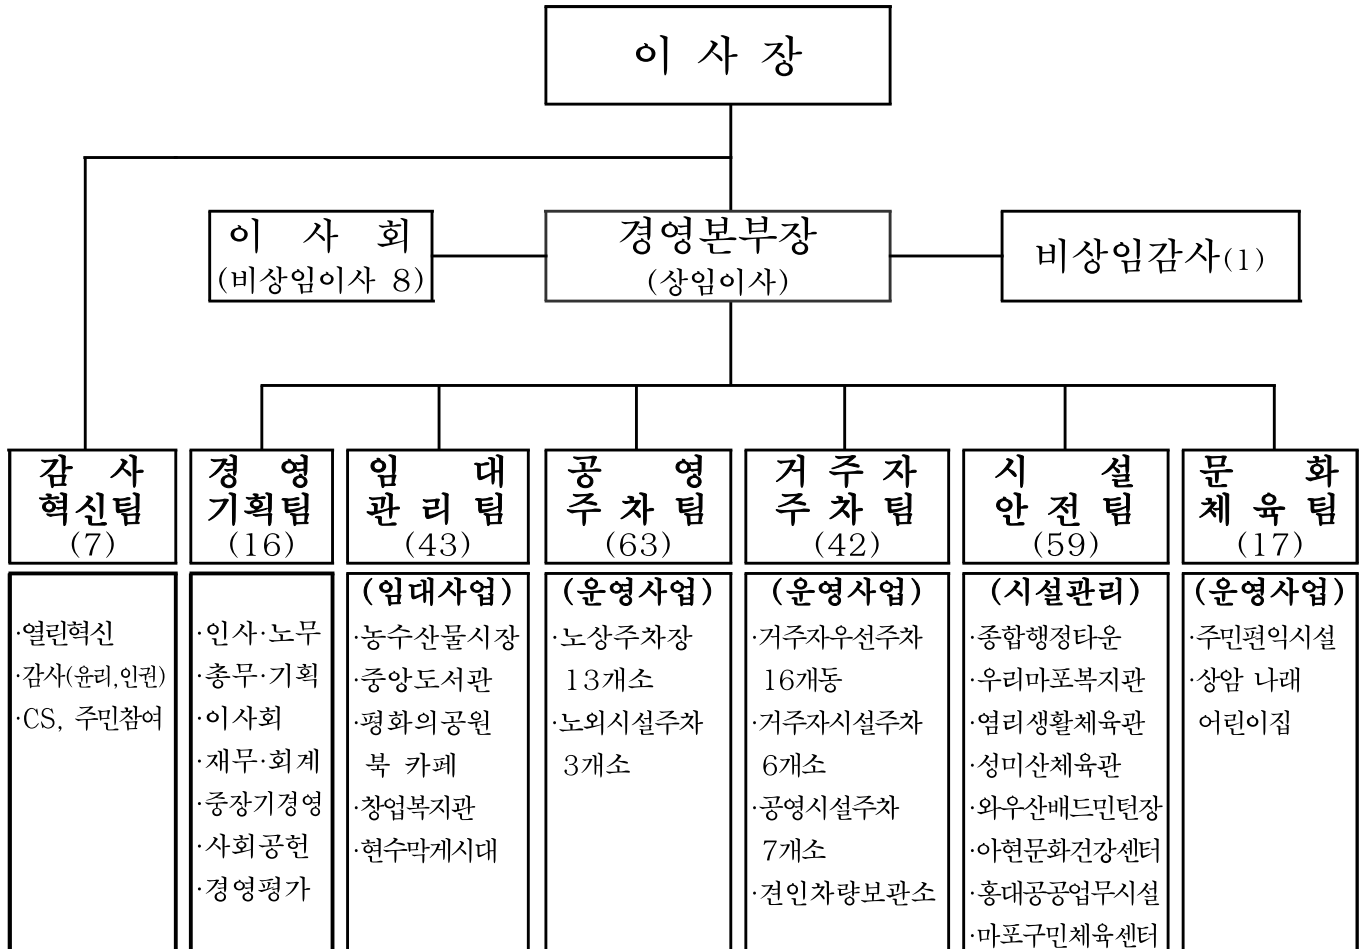 이 사 장
이 사 회
(비상임이사 8)
경영본부장
(상임이사)
비상임감사(1)
감 사
혁신팀
(7)
경 영
기획팀
(16)
임 대
관 리 팀
(43)
공 영
주 차 팀
(63)
거 주 자
주 차 팀
(42)
시 설
안 전 팀
(59)
문 화
체 육 팀
(17)
·열린혁신
·감사(윤리,인권)
·CS, 주민참여
·인사·노무
·총무·기획
·이사회
·재무·회계
·중장기경영
·사회공헌
·경영평가
(임대사업)
·농수산물시장
·중앙도서관
·평화의공원
북 카페
·창업복지관
·현수막게시대
(운영사업)
·노상주차장
13개소
·노외시설주차
3개소
(운영사업)
·거주자우선주차
16개동
·거주자시설주차
6개소
·공영시설주차
7개소
·견인차량보관소
(시설관리)
·종합행정타운
·우리마포복지관
·염리생활체육관
·성미산체육관
·와우산배드민턴장
·아현문화건강센터
·홍대공공업무시설
·마포구민체육센터
(운영사업)
·주민편익시설
·상암 나래
어린이집